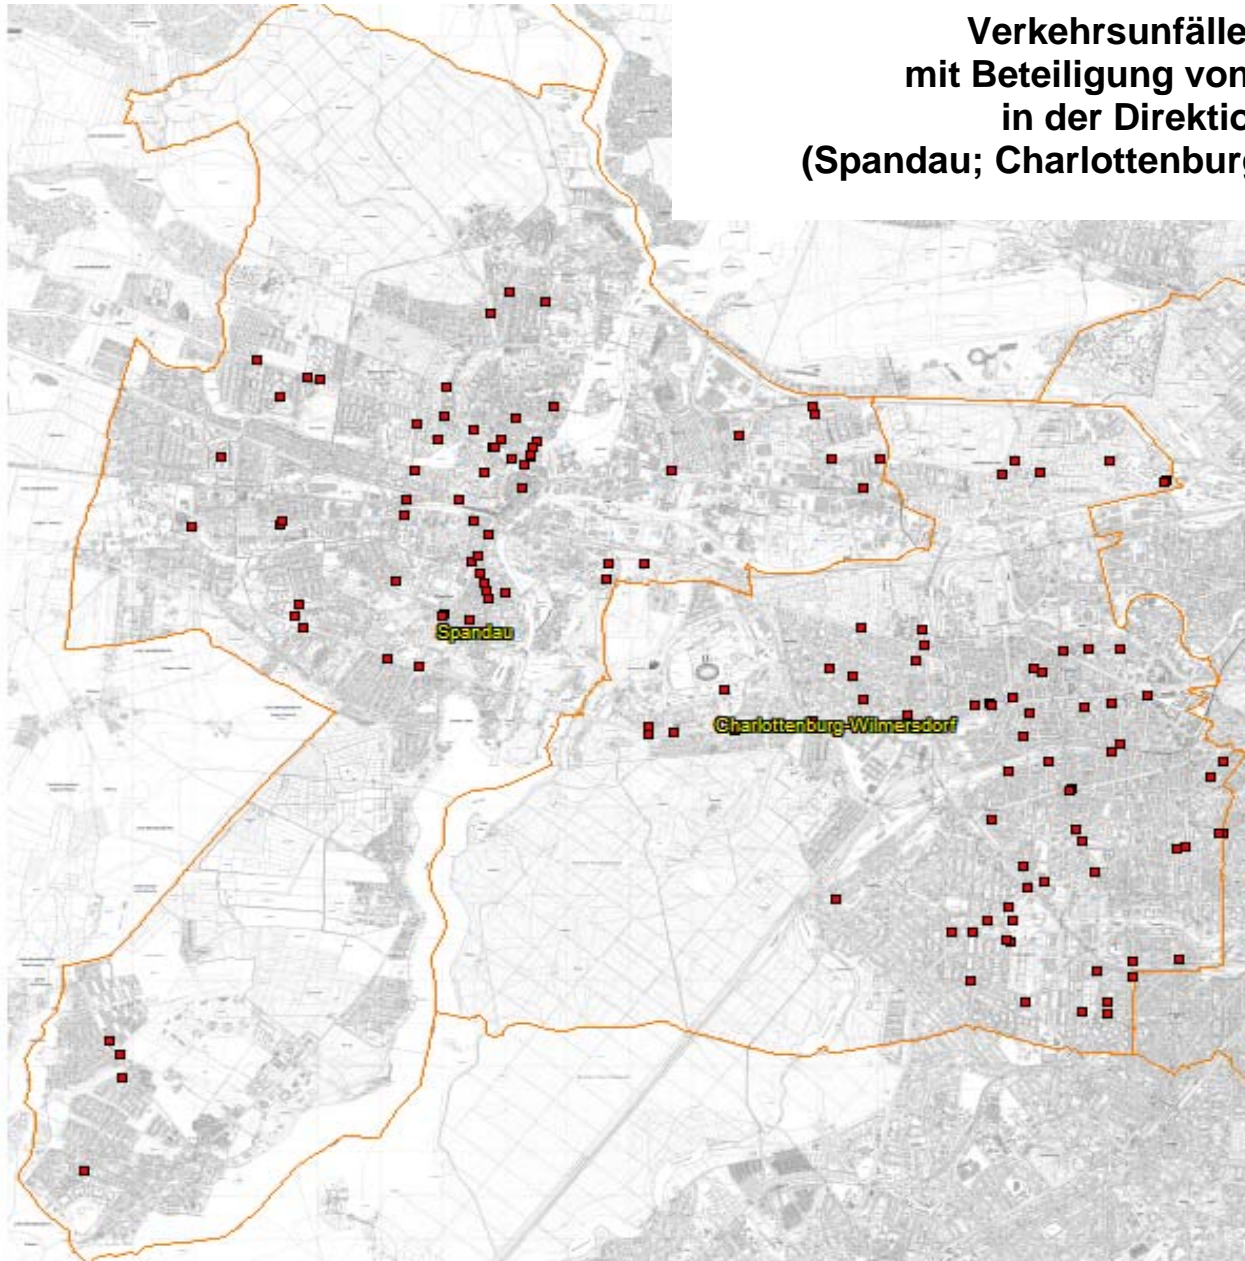 Verkehrsunfälle
mit Beteiligung von
in der Direktio
(Spandau; Charlottenburg
Spandau
Charlottenburg-Wilmersdorf